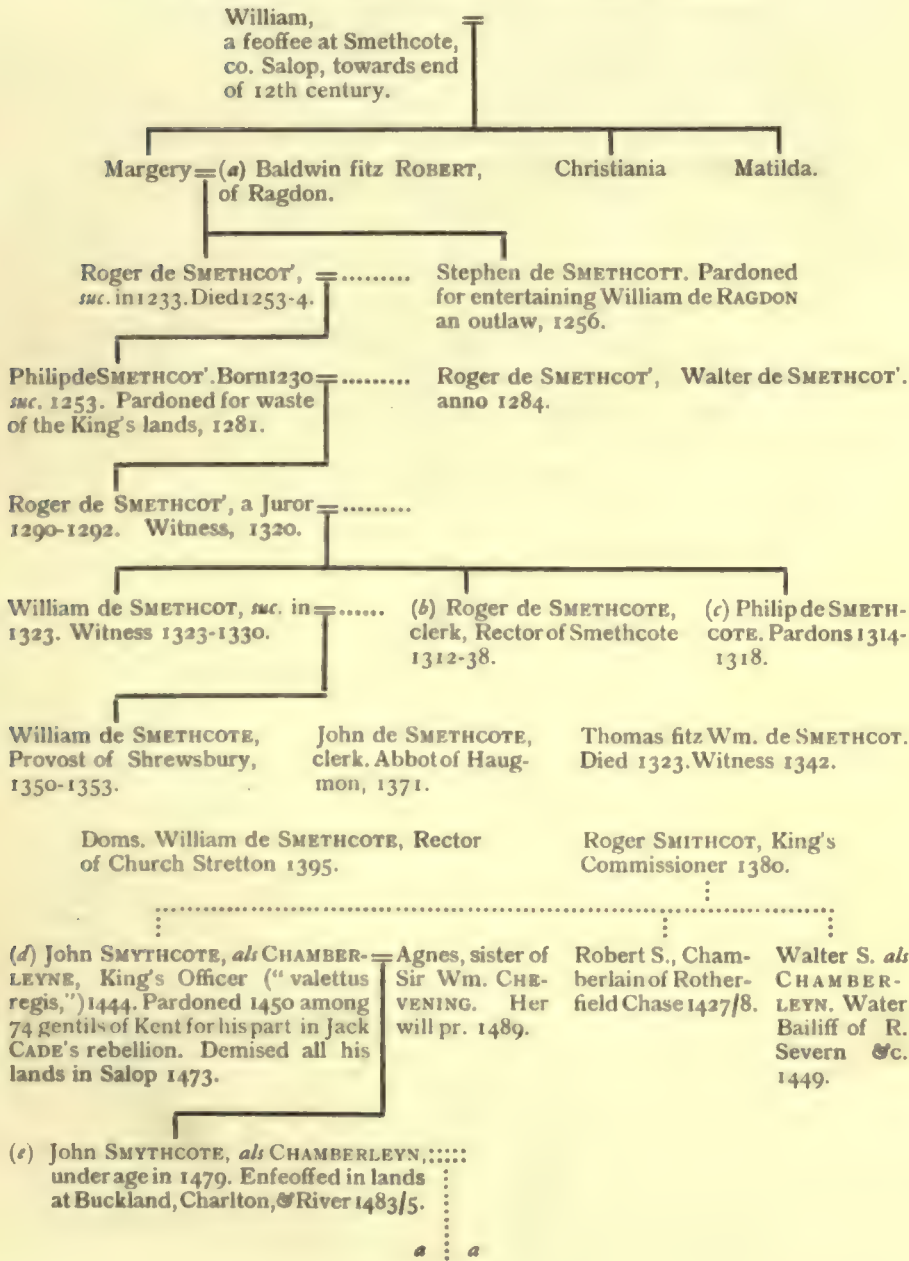 William,
a feoffee at Smethcote,
co. Salop, towards end
of 12th century.
Margery = (a) Baldwin fitz ROBERT,
of Ragdon.
Christiania
Matilda.
Roger de SMETHCOT', = .........
suc. in 1233. Died 1253-4.
Stephen de SMETHCOTT. Pardoned
for entertaining William de RAGDON
an outlaw, 1256.
Philip de SMETHCOT'. Born 1230 = .........
suc. 1253. Pardoned for waste
of the King's lands, 1281.
Roger de SMETHCOT',
anno 1284.
Walter de SMETHCOT'.
Roger de SMETHCOT', a Juror = .........
1290-1292. Witness, 1320.
William de SMETHCOT, suc. in = ......
1323. Witness 1323-1330.
(b) Roger de SMETHCOTE,
clerk, Rector of Smethcote
1312-38.
(c) Philip de SMETH-
COTE. Pardons 1314-
1318.
William de SMETHCOTE,
Provost of Shrewsbury,
1350-1353.
John de SMETHCOTE,
clerk. Abbot of Haug-
mon, 1371.
Thomas fitz Wm. de SMETHCOT.
Died 1323. Witness 1342.
Doms. William de SMETHCOTE, Rector
of Church Stretton 1395.
Roger SMITHCOT, King's
Commissioner 1380.
(d) John SMYTHCOTE, als CHAMBER-
LEYNE, King's Officer ("valettus
regis,") 1444. Pardoned 1450 among
74 gentils of Kent for his part in Jack
CADE's rebellion. Demised all his
lands in Salop 1473.
= Agnes, sister of
Sir Wm. CHE-
VENING. Her
will pr. 1489.
Robert S., Cham-
berlain of Rother-
field Chase 1427/8.
Walter S. als
CHAMBER-
LEYN. Water
Bailiff of R.
Severn &c.
1449.
(e) John SMYTHCOTE, als CHAMBERLEYN,
under age in 1479. Enfeoffed in lands
at Buckland, Charlton, & River 1483/5.
a a